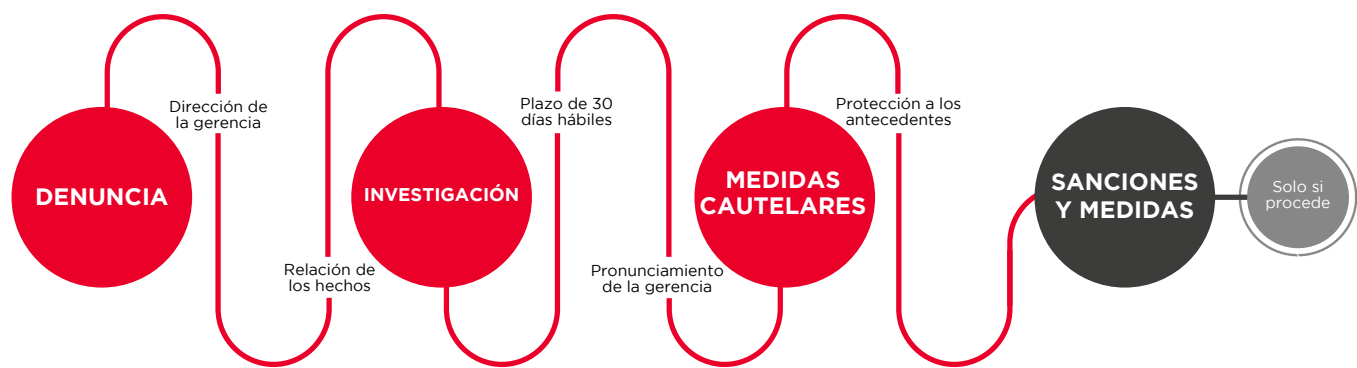 DENUNCIA
Dirección de
la gerencia
Relación de
los hechos
INVESTIGACIÓN
Plazo de 30
días hábiles
Pronunciamiento
de la gerencia
MEDIDAS
CAUTELARES
Protección a los
antecedentes
SANCIONES
Y MEDIDAS
Solo si
procede